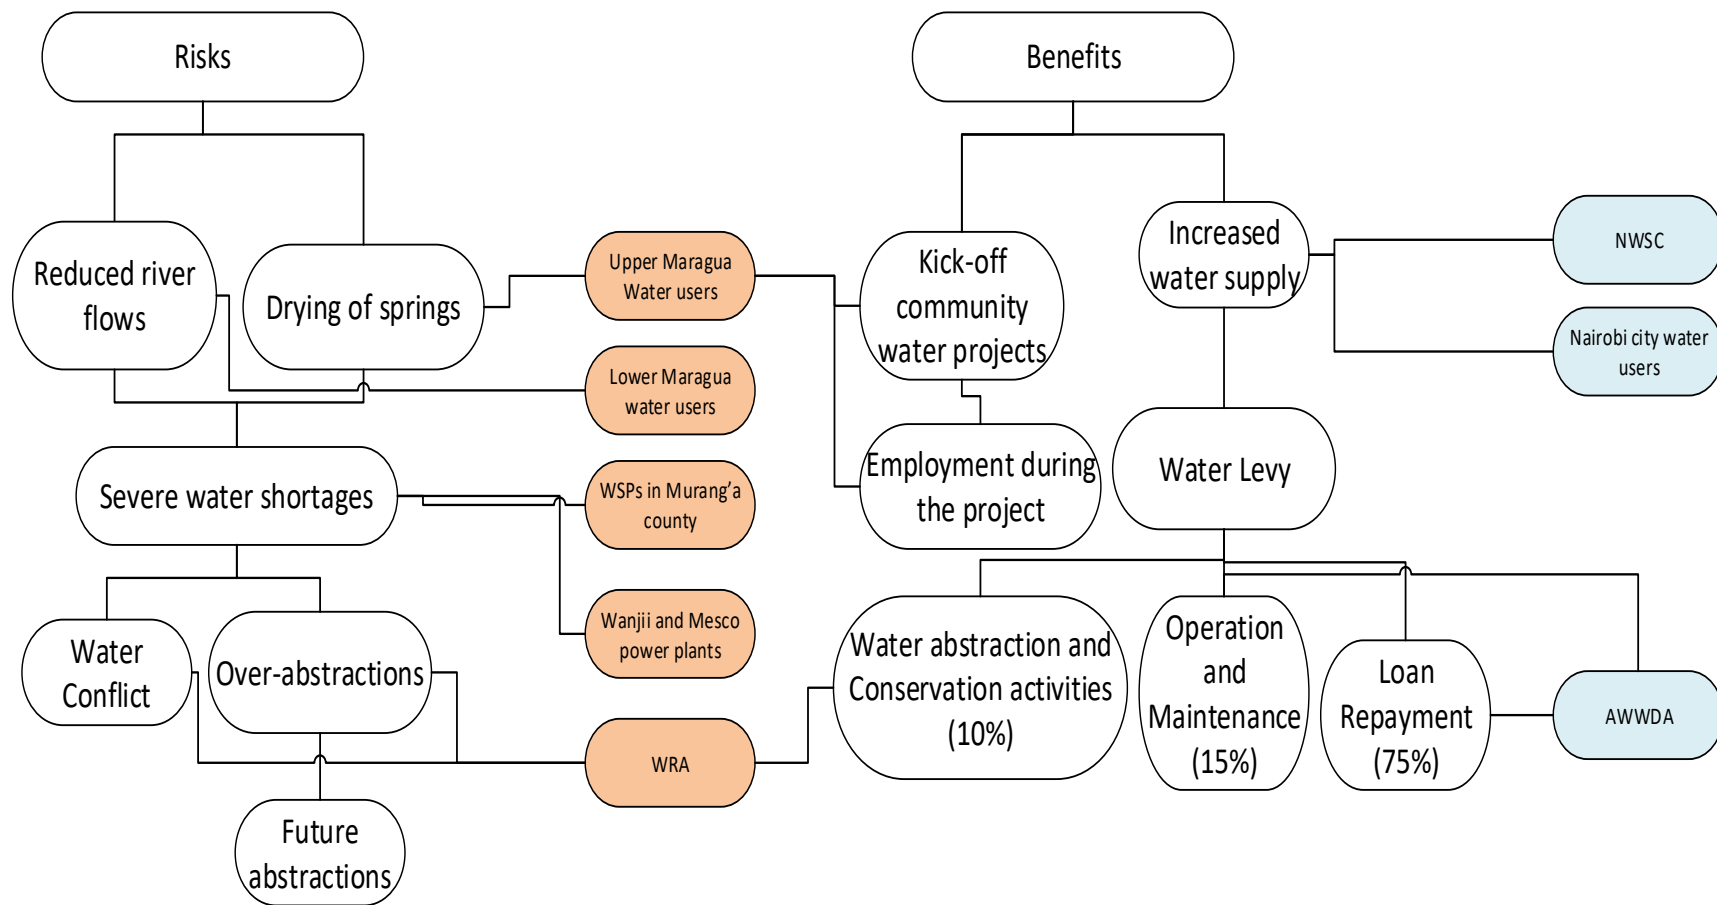 Risks
Benefits
Reduced river
flows
Drying of springs
Upper Maragua
Water users
Kick-off
community
water projects
Increased
water supply
NWSC
Nairobi city water
users
Lower Maragua
water users
Severe water shortages
WSPs in Murang’a
county
Employment during
the project
Water Levy
Water
Conflict
Over-abstractions
Wanjii and Mesco
power plants
Water abstraction and
Conservation activities
(10%)
Operation
and
Maintenance
(15%)
Loan
Repayment
(75%)
AWWDA
WRA
Future
abstractions